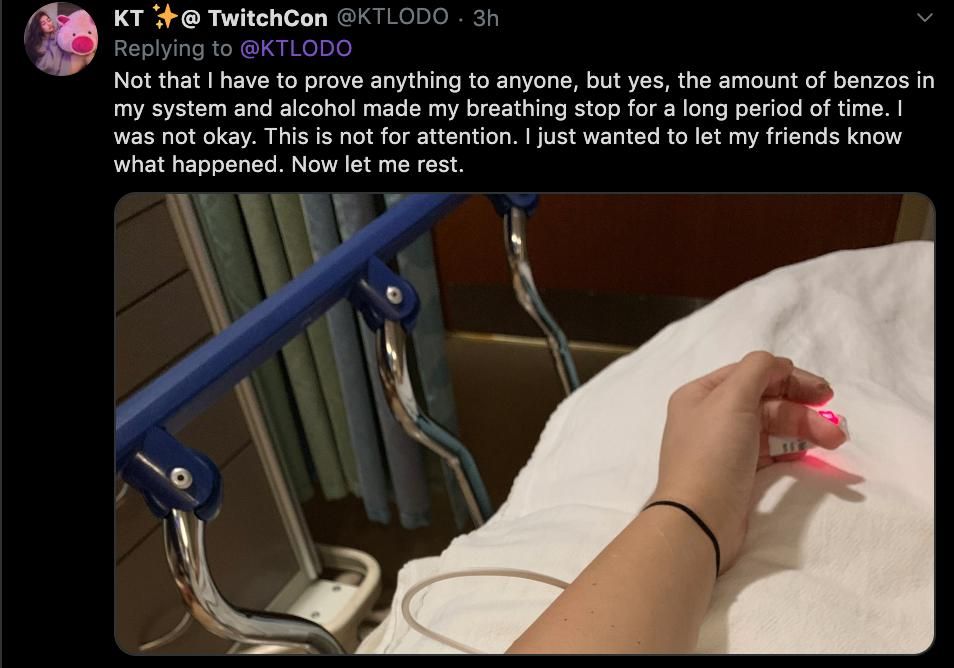 KT ✨@ TwitchCon @KTLODO · 3h
Replying to @KTLODO
Not that I have to prove anything to anyone, but yes, the amount of benzos in
my system and alcohol made my breathing stop for a long period of time. I
was not okay. This is not for attention. I just wanted to let my friends know
what happened. Now let me rest.